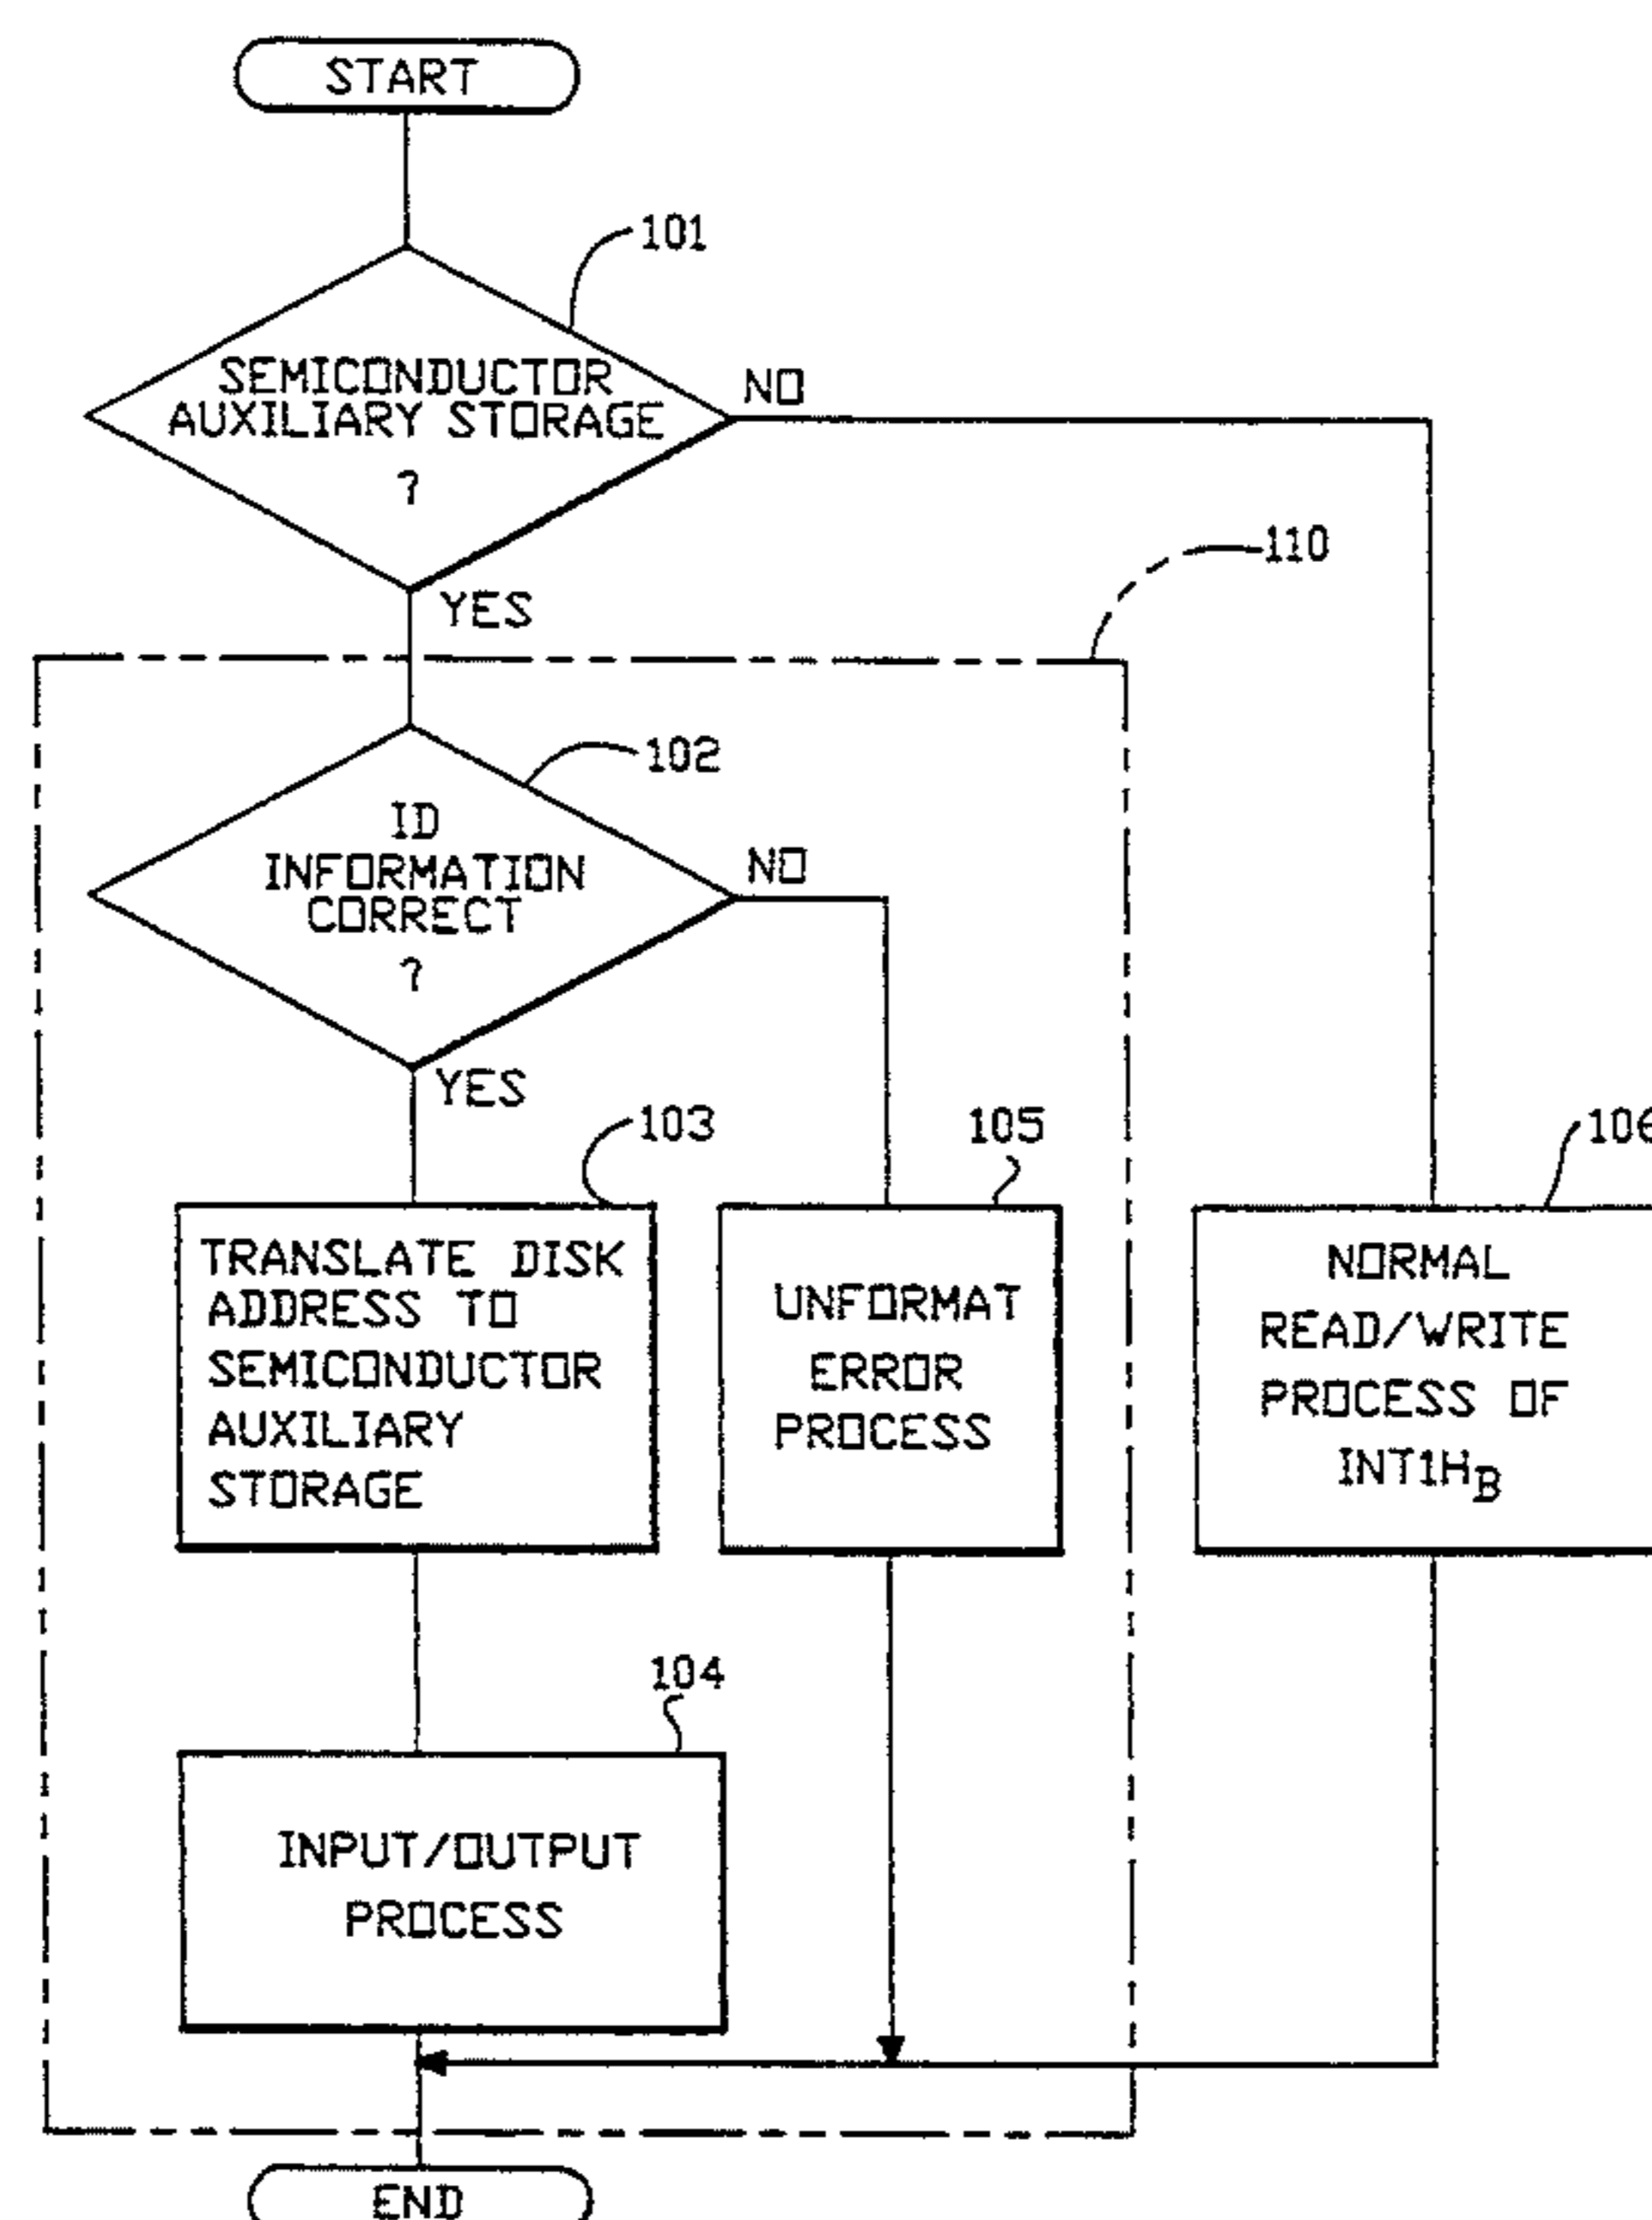 START
101
SEMICONDUCTOR
AUXILIARY STORAGE
?
NO
YES
110
102
ID
INFORMATION
CORRECT
?
NO
YES
103
TRANSLATE DISK
ADDRESS TO
SEMICONDUCTOR
AUXILIARY
STORAGE
105
UNFORMAT
ERROR
PROCESS
106
NORMAL
READ/WRITE
PROCESS OF
INT1HB
104
INPUT/OUTPUT
PROCESS
END